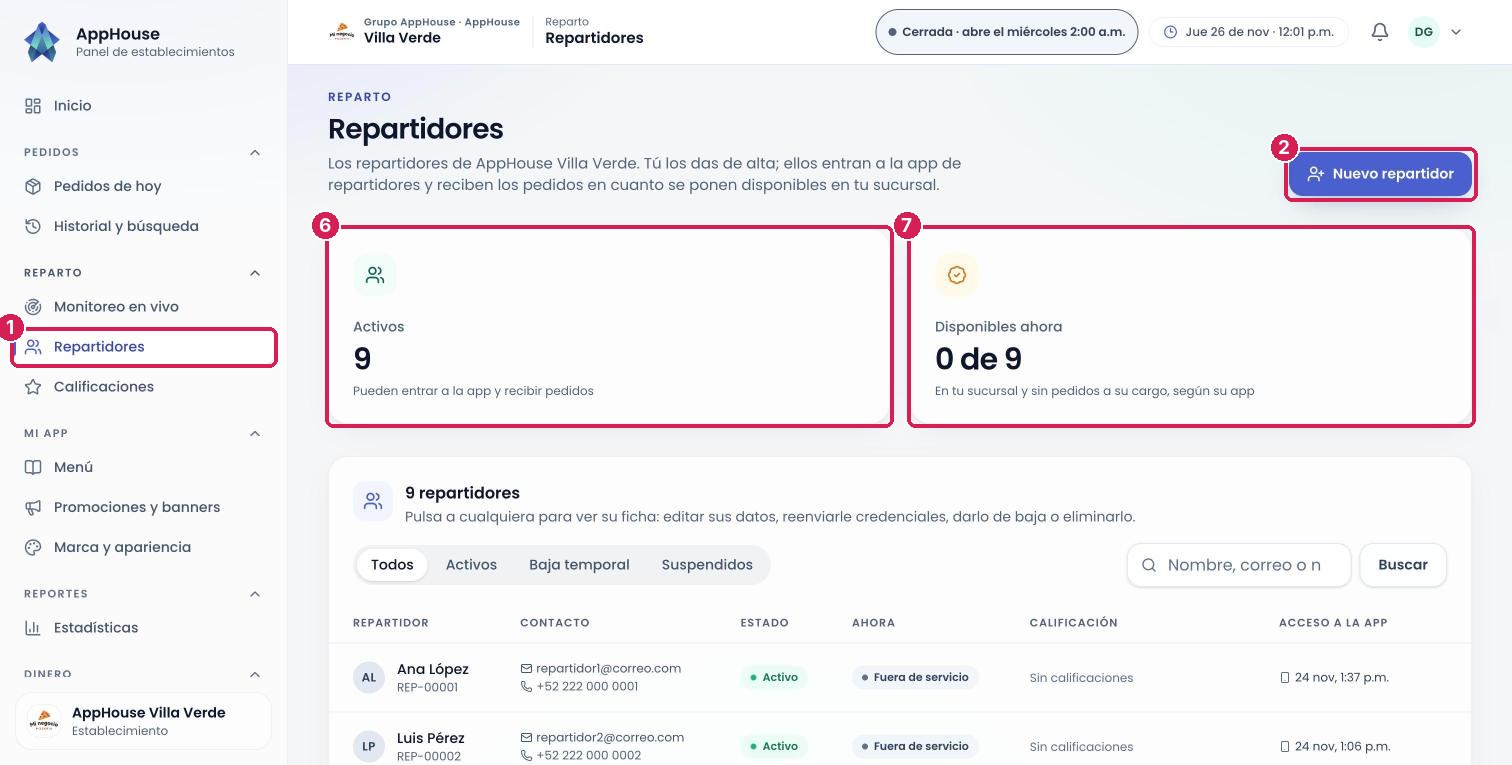 AppHouse
Panel de establecimientos
Inicio
PEDIDOS
Pedidos de hoy
Historial y búsqueda
REPARTO
Monitoreo en vivo
1
Repartidores
Calificaciones
MI APP
Menú
Promociones y banners
Marca y apariencia
REPORTES
Estadísticas
DINERO
Mi negocio
AppHouse Villa Verde
Establecimiento
Mi negocio
Grupo AppHouse · AppHouse
Villa Verde
Reparto
Repartidores
Cerrada · abre el miércoles 2:00 a.m.
Jue 26 de nov · 12:01 p.m.
DG
REPARTO
Repartidores
Los repartidores de AppHouse Villa Verde. Tú los das de alta; ellos entran a la app de
repartidores y reciben los pedidos en cuanto se ponen disponibles en tu sucursal.
2
Nuevo repartidor
6
Activos
9
Pueden entrar a la app y recibir pedidos
7
Disponibles ahora
0 de 9
En tu sucursal y sin pedidos a su cargo, según su app
9 repartidores
Pulsa a cualquiera para ver su ficha: editar sus datos, reenviarle credenciales, darlo de baja o eliminarlo.
Todos Activos Baja temporal Suspendidos
Nombre, correo o n
Buscar
REPARTIDOR CONTACTO ESTADO AHORA CALIFICACIÓN ACCESO A LA APP
AL
Ana López
REP-00001
repartidor1@correo.com
+52 222 000 0001
Activo
Fuera de servicio
Sin calificaciones
24 nov, 1:37 p.m.
LP
Luis Pérez
REP-00002
repartidor2@correo.com
+52 222 000 0002
Activo
Fuera de servicio
Sin calificaciones
24 nov, 1:06 p.m.